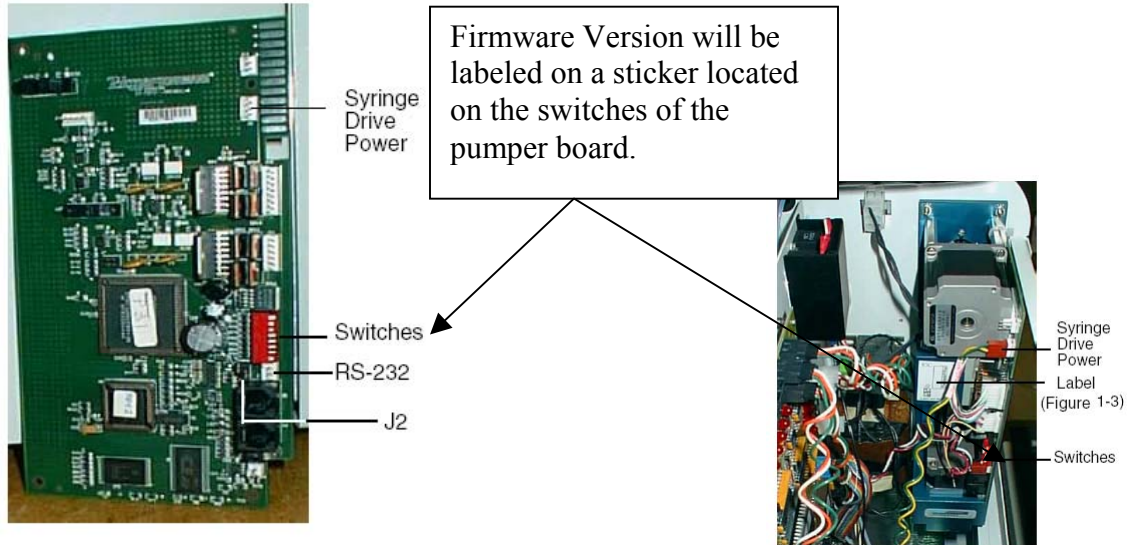 Firmware Version will be
labeled on a sticker located
on the switches of the
pumper board.
Syringe
Drive
Power
Switches
RS-232
J2
Syringe
Drive
Power
Label
(Figure 1-3)
Switches